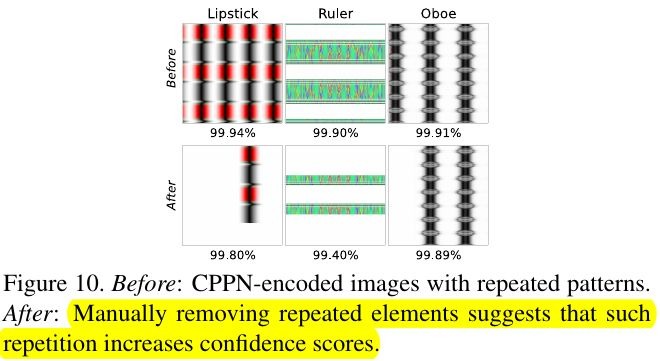 Lipstick Ruler Oboe
Before
99.94% 99.90% 99.91%
After
99.80% 99.40% 99.89%
Figure 10. Before: CPPN-encoded images with repeated patterns.
After: Manually removing repeated elements suggests that such
repetition increases confidence scores.